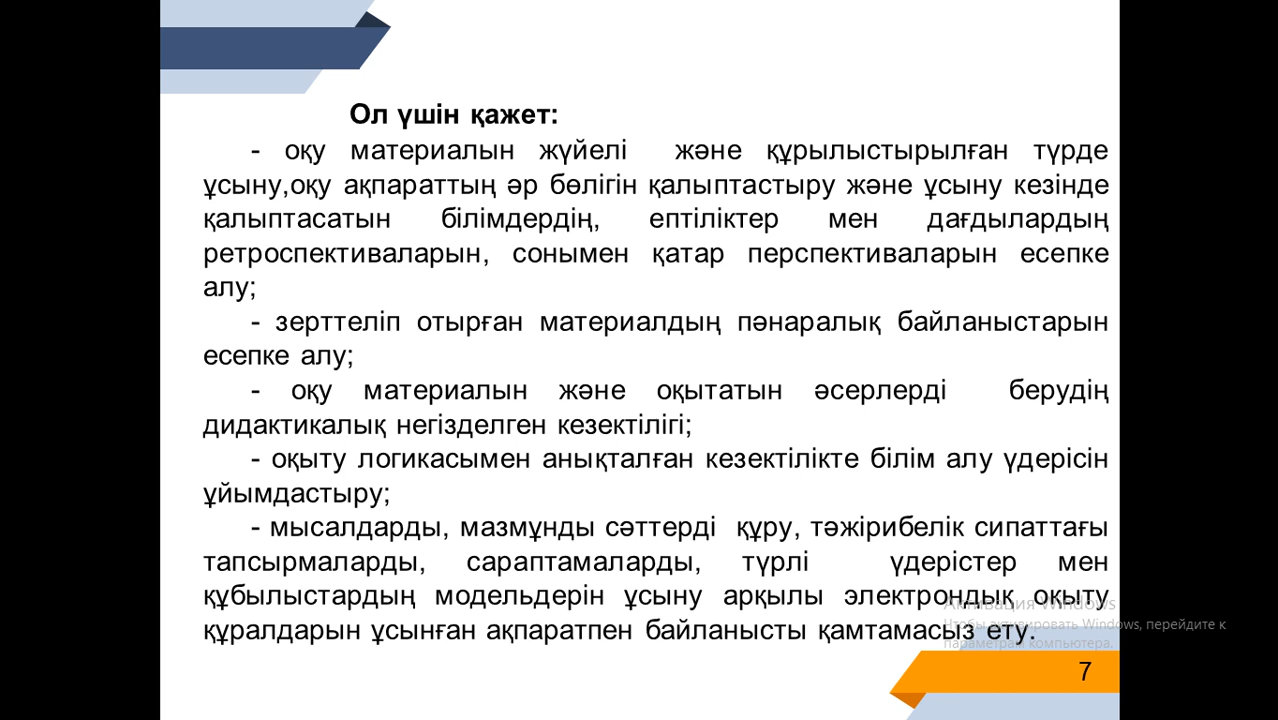 Ол үшін қажет:
- оқу материалын жүйелі және құрылыстырылған түрде
ұсыну,оқу ақпараттың әр бөлігін қалыптастыру және ұсыну кезінде
қалыптасатын білімдердің, ептіліктер мен дағдылардың
ретроспективаларын, сонымен қатар перспективаларын есепке
алу;
- зерттеліп отырған материалдың пәнаралық байланыстарын
есепке алу;
- оқу материалын және оқытатын әсерлерді берудің
дидактикалық негізделген кезектілігі;
- оқыту логикасымен анықталған кезектілікте білім алу үдерісін
ұйымдастыру;
- мысалдарды, мазмұнды сәттерді құру, тәжірибелік сипаттағы
тапсырмаларды, сараптамаларды, түрлі үдерістер мен
құбылыстардың модельдерін ұсыну арқылы электрондық оқыту
құралдарын ұсынған ақпаратпен байланысты қамтамасыз ету.
Активация Windows
Чтобы активировать Windows, перейдите к
параметрам компьютера.
7